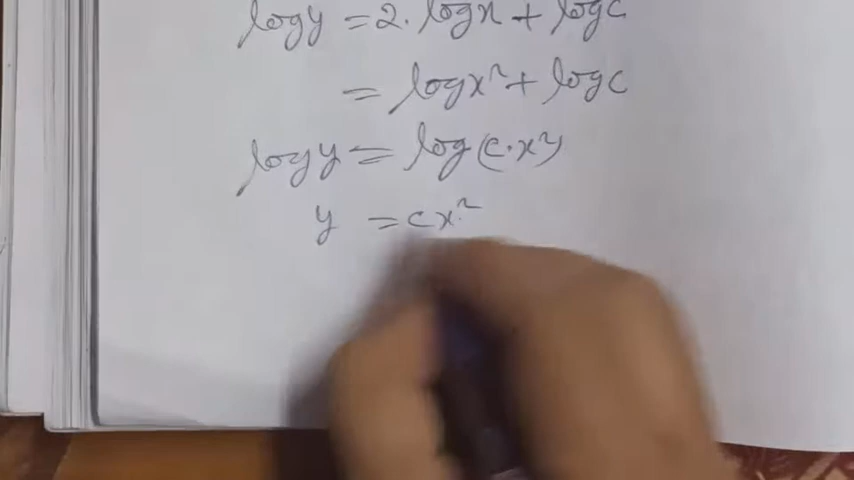 log y = 2. log x + log c
= log x² + log c
log y = log (c.x²)
y = cx²